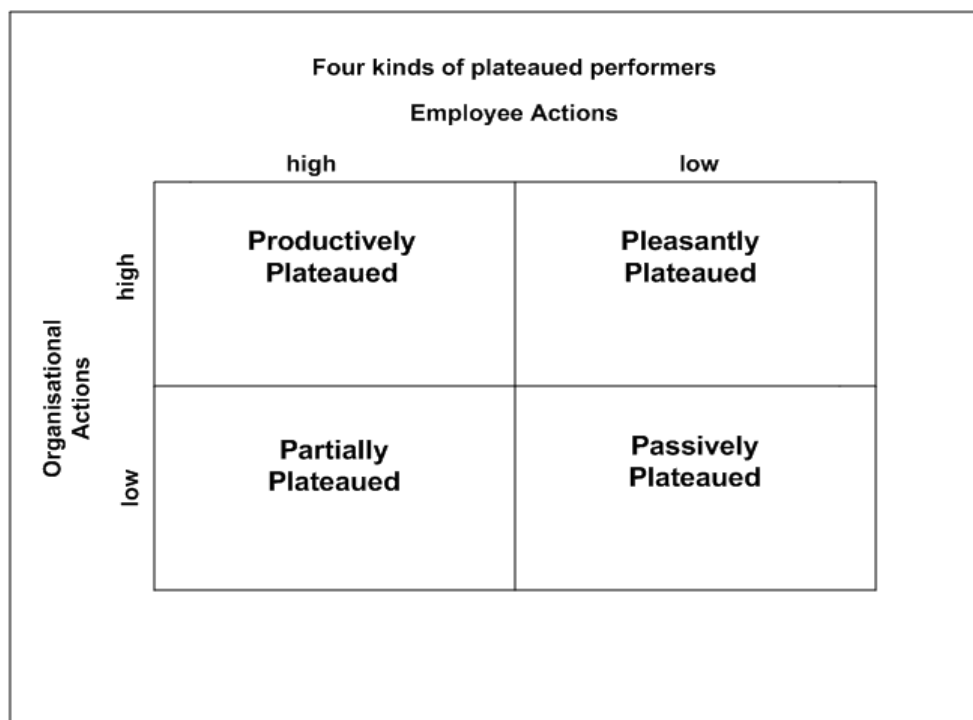 Four kinds of plateaued performers
Employee Actions
high
low
Organisational
Actions
high
Productively
Plateaued
Pleasantly
Plateaued
low
Partially
Plateaued
Passively
Plateaued